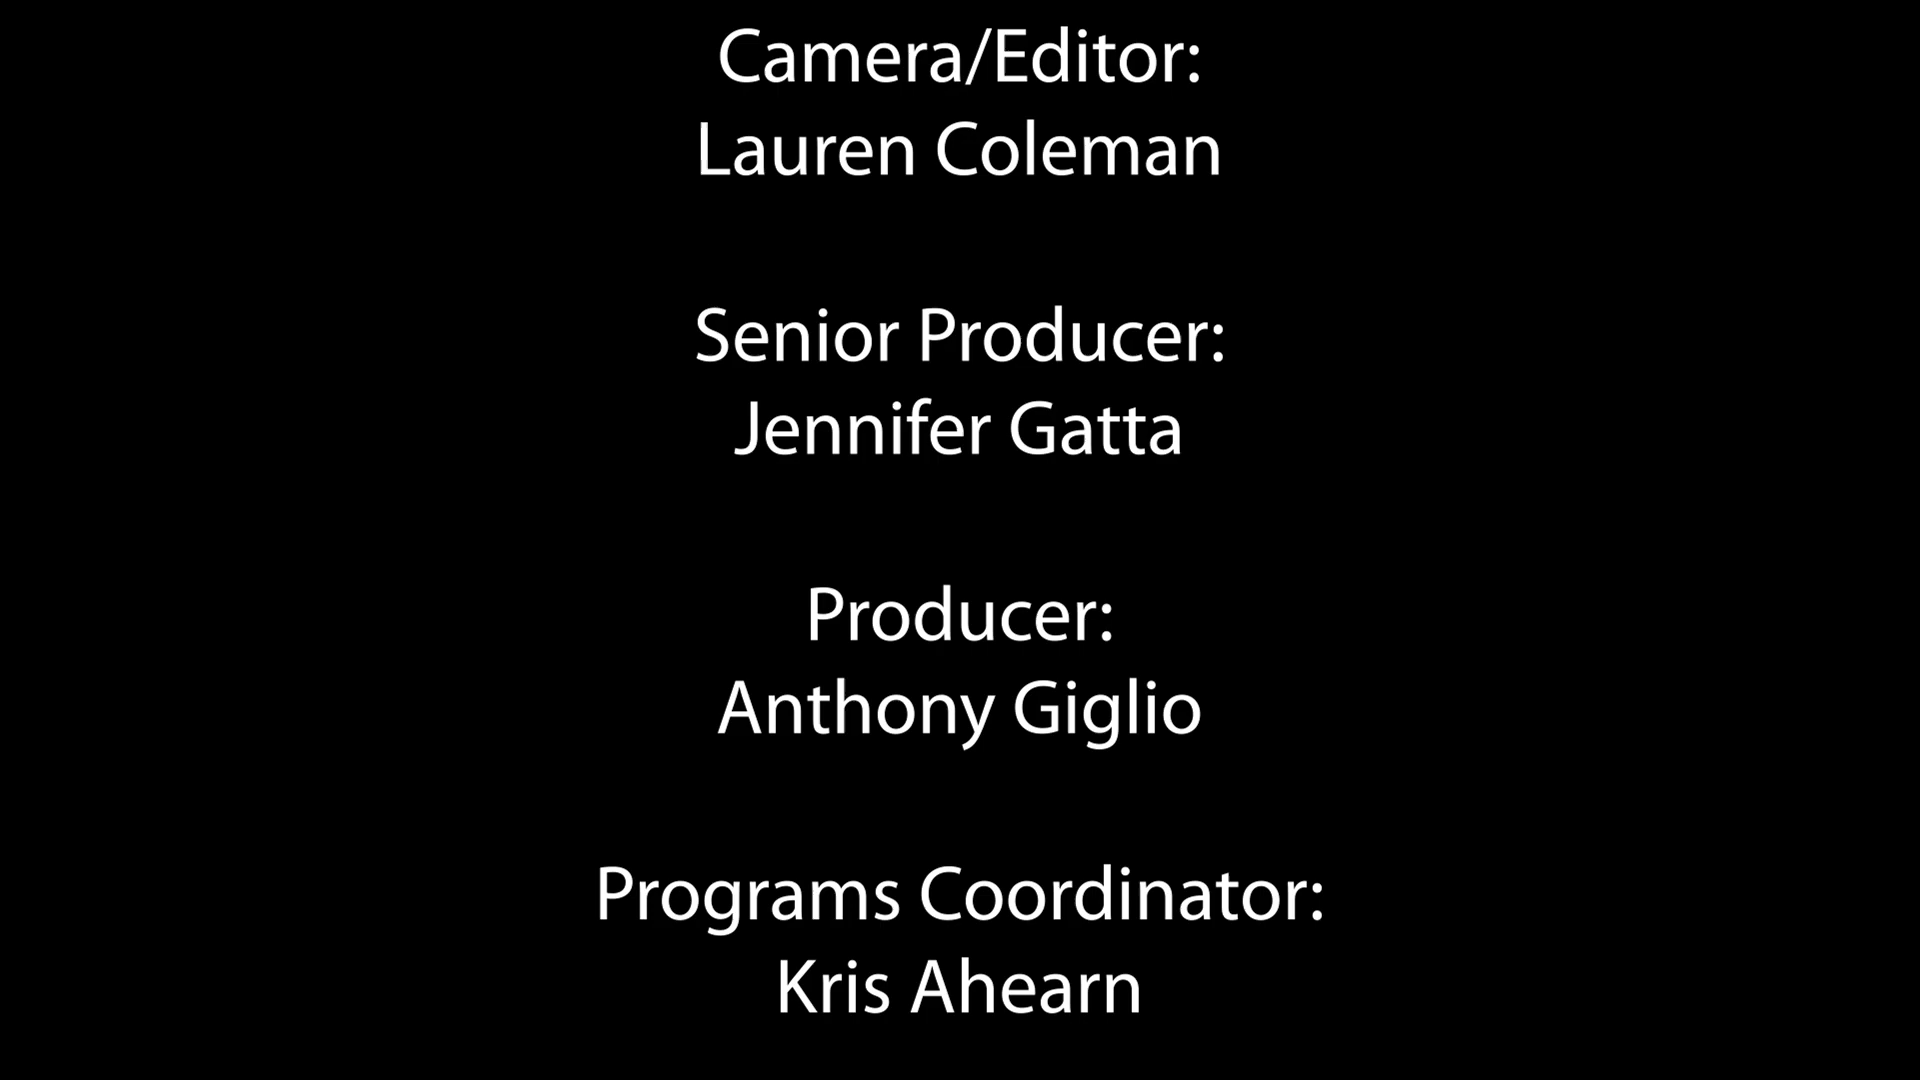 Camera/Editor:
Lauren Coleman
Senior Producer:
Jennifer Gatta
Producer:
Anthony Giglio
Programs Coordinator:
Kris Ahearn